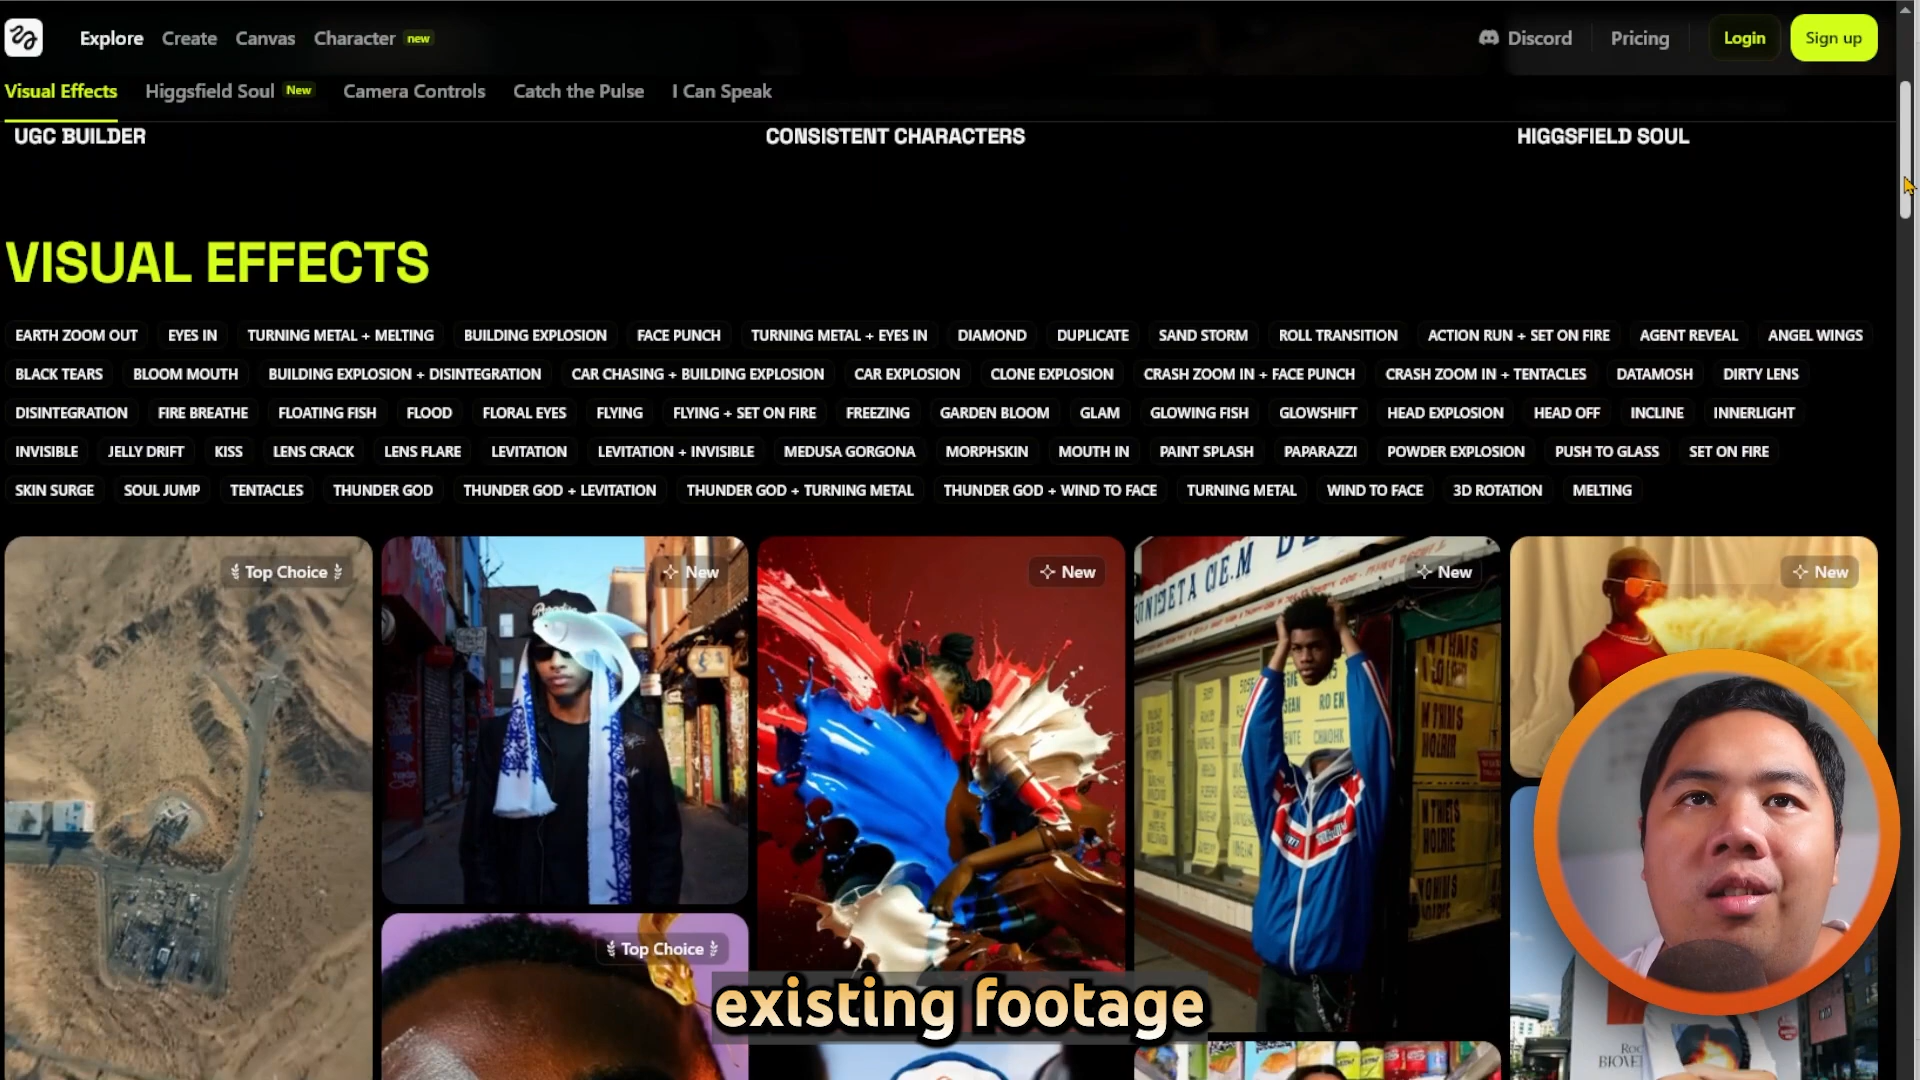 Explore Create Canvas Character new Discord Pricing Login Sign up
Visual Effects Higgsfield Soul New Camera Controls Catch the Pulse I Can Speak
UGC BUILDER CONSISTENT CHARACTERS HIGGSFIELD SOUL
VISUAL EFFECTS
EARTH ZOOM OUT EYES IN TURNING METAL + MELTING BUILDING EXPLOSION FACE PUNCH TURNING METAL + EYES IN DIAMOND DUPLICATE SAND STORM ROLL TRANSITION ACTION RUN + SET ON FIRE AGENT REVEAL ANGEL WINGS
BLACK TEARS BLOOM MOUTH BUILDING EXPLOSION + DISINTEGRATION CAR CHASING + BUILDING EXPLOSION CAR EXPLOSION CLONE EXPLOSION CRASH ZOOM IN + FACE PUNCH CRASH ZOOM IN + TENTACLES DATAMOSH DIRTY LENS
DISINTEGRATION FIRE BREATHE FLOATING FISH FLOOD FLORAL EYES FLYING FLYING + SET ON FIRE FREEZING GARDEN BLOOM GLAM GLOWING FISH GLOWSHIFT HEAD EXPLOSION HEAD OFF INCLINE INNERLIGHT
INVISIBLE JELLY DRIFT KISS LENS CRACK LENS FLARE LEVITATION LEVITATION + INVISIBLE MEDUSA GORGONA MORPHSKIN MOUTH IN PAINT SPLASH PAPARAZZI POWDER EXPLOSION PUSH TO GLASS SET ON FIRE
SKIN SURGE SOUL JUMP TENTACLES THUNDER GOD THUNDER GOD + LEVITATION THUNDER GOD + TURNING METAL THUNDER GOD + WIND TO FACE TURNING METAL WIND TO FACE 3D ROTATION MELTING
Top Choice New New New New
Top Choice
existing footage